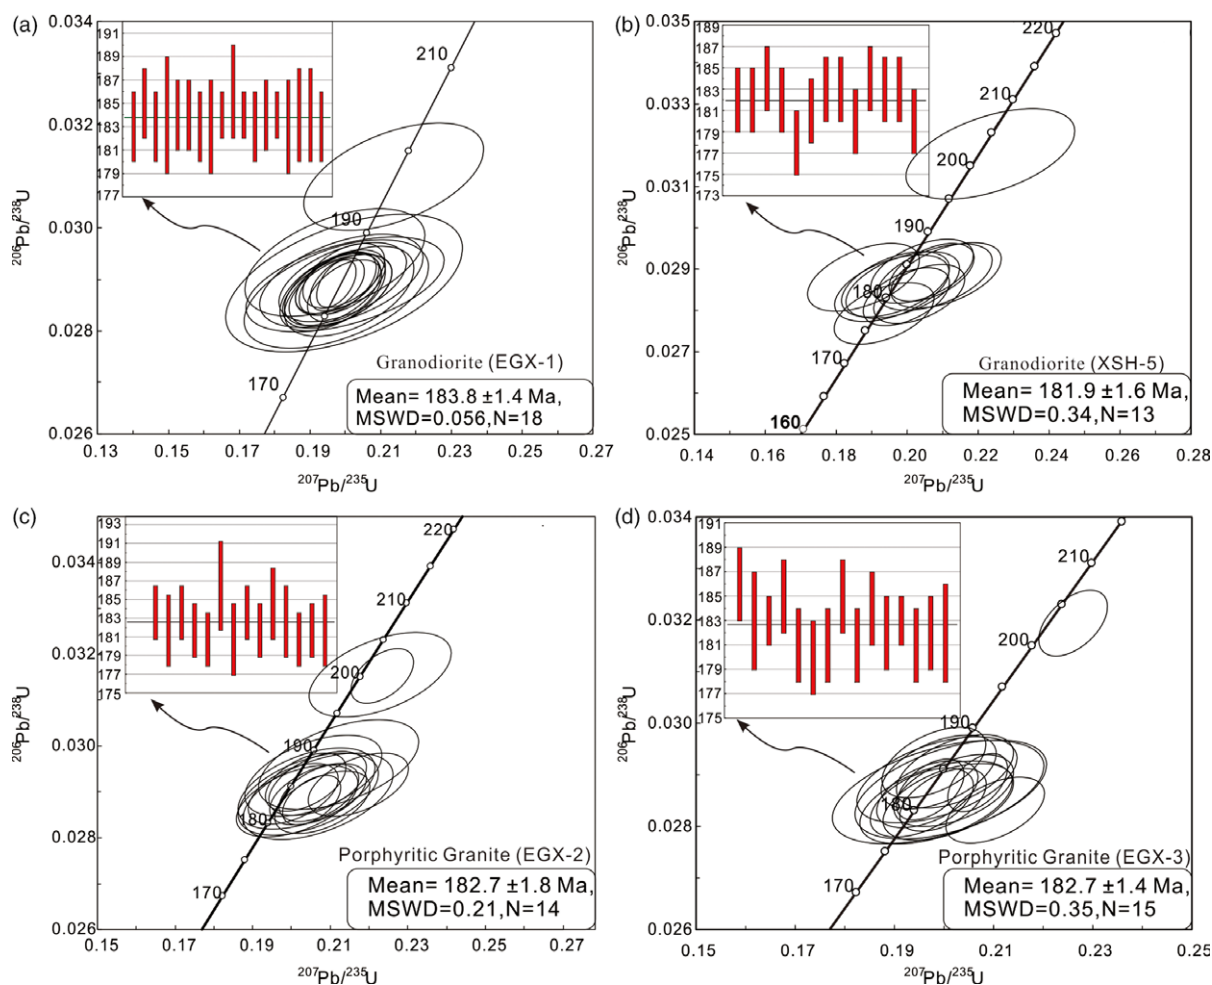 (a)
0.034
0.032
0.030
0.028
0.026
206Pb/238U
191
189
187
185
183
181
179
177
210
190
170
Granodiorite (EGX-1)
Mean= 183.8 ±1.4 Ma,
MSWD=0.056,N=18
0.13 0.15 0.17 0.19 0.21 0.23 0.25 0.27
207Pb/235U
(b)
0.035
0.033
0.031
0.029
0.027
0.025
206Pb/238U
189
187
185
183
181
179
177
175
173
220
210
200
190
180
170
160
Granodiorite (XSH-5)
Mean= 181.9 ±1.6 Ma,
MSWD=0.34,N=13
0.14 0.16 0.18 0.20 0.22 0.24 0.26 0.28
207Pb/235U
(c)
0.034
0.032
0.030
0.028
0.026
206Pb/238U
193
191
189
187
185
183
181
179
177
175
220
210
200
190
180
170
Porphyritic Granite (EGX-2)
Mean= 182.7 ±1.8 Ma,
MSWD=0.21,N=14
0.15 0.17 0.19 0.21 0.23 0.25 0.27
207Pb/235U
(d)
0.034
0.032
0.030
0.028
0.026
206Pb/238U
191
189
187
185
183
181
179
177
175
210
200
190
180
170
Porphyritic Granite (EGX-3)
Mean= 182.7 ±1.4 Ma,
MSWD=0.35,N=15
0.15 0.17 0.19 0.21 0.23 0.25
207Pb/235U